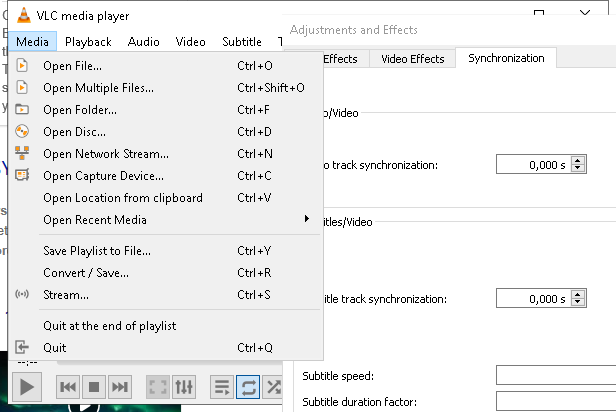 VLC media player
Media Playback Audio Video Subtitle T
Open File... Ctrl+O
Open Multiple Files... Ctrl+Shift+O
Open Folder... Ctrl+F
Open Disc... Ctrl+D
Open Network Stream... Ctrl+N
Open Capture Device... Ctrl+C
Open Location from clipboard Ctrl+V
Open Recent Media
Save Playlist to File... Ctrl+Y
Convert / Save... Ctrl+R
Stream... Ctrl+S
Quit at the end of playlist
Quit Ctrl+Q
Adjustments and Effects
Effects Video Effects Synchronization
o/Video
o track synchronization: 0,000 s
titles/Video
title track synchronization: 0,000 s
Subtitle speed:
Subtitle duration factor: